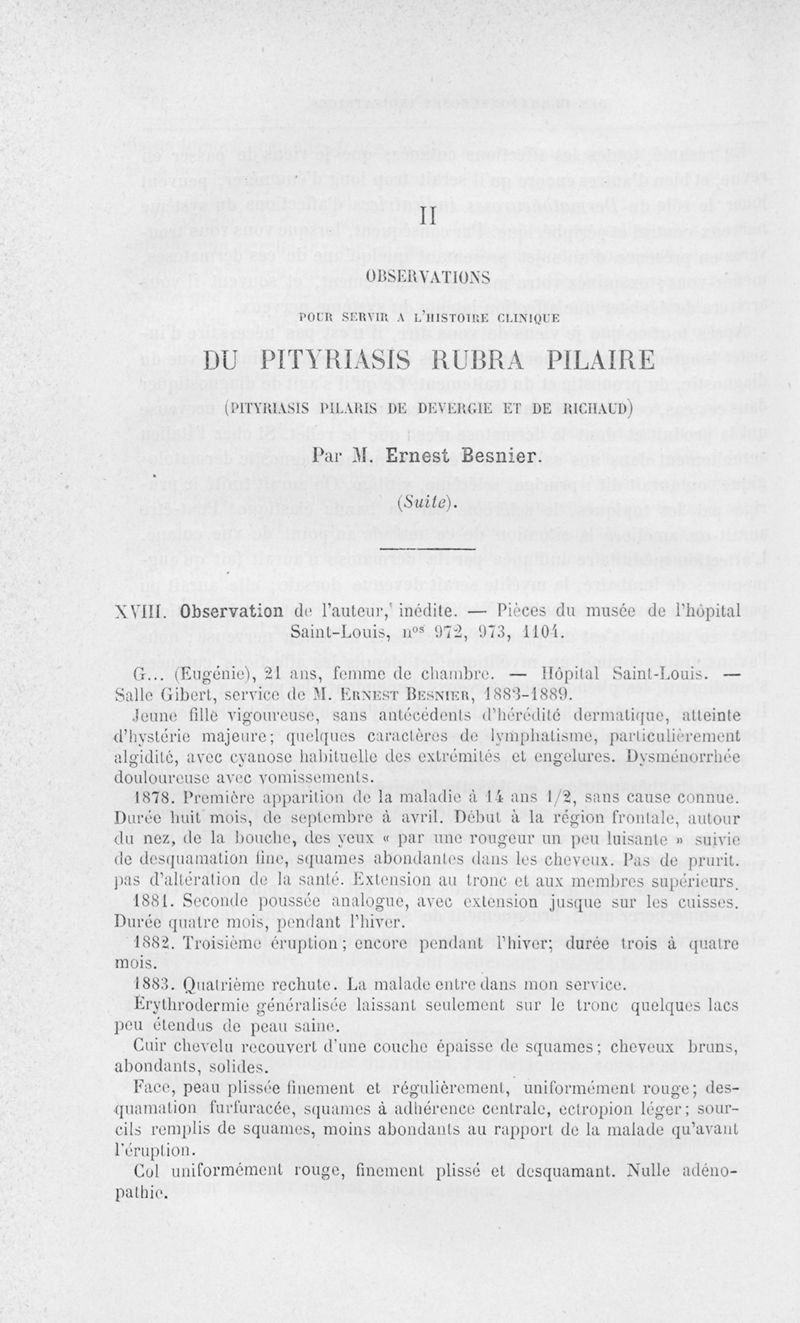 II
OBSERVATIONS
POUR SERVIR A L'HISTOIRE CLINIQUE
DU PITYRIASIS RUBRA PILAIRE
(PITYRIASIS PILARIS DE DEVERGIE ET DE RICHAUD)
Par M. Ernest Besnier.
(Suite).
XVIII. Observation de l'auteur, inédite. — Pièces du musée de l'hôpital
Saint-Louis, nos 972, 973, 1104.
G... (Eugénie), 21 ans, femme de chambre. — Hôpital Saint-Louis. —
Salle Gibert, service de M. ERNEST BESNIER, 1883-1889.
Jeune fille vigoureuse, sans antécédents d'hérédité dermatique, atteinte
d'hystérie majeure; quelques caractères de lymphatisme, particulièrement
algidité, avec cyanose habituelle des extrémités et engelures. Dysménorrhée
douloureuse avec vomissements.
1878. Première apparition de la maladie à 14 ans 1/2, sans cause connue.
Durée huit mois, de septembre à avril. Début à la région frontale, autour
du nez, de la bouche, des yeux « par une rougeur un peu luisante » suivie
de desquamation fine, squames abondantes dans les cheveux. Pas de prurit.
pas d'altération de la santé. Extension au tronc et aux membres supérieurs.
1881. Seconde poussée analogue, avec extension jusque sur les cuisses.
Durée quatre mois, pendant l'hiver.
1882. Troisième éruption; encore pendant l'hiver; durée trois à quatre
mois.
1883. Quatrième rechute. La malade entre dans mon service.
Érythrodermie généralisée laissant seulement sur le tronc quelques lacs
peu étendus de peau saine.
Cuir chevelu recouvert d'une couche épaisse de squames; cheveux bruns,
abondants, solides.
Face, peau plissée finement et régulièrement, uniformément rouge; des-
quamation furfuracée, squames à adhérence centrale, ectropion léger; sour-
cils remplis de squames, moins abondants au rapport de la malade qu'avant
l'éruption.
Col uniformément rouge, finement plissé et desquamant. Nulle adéno-
pathie.